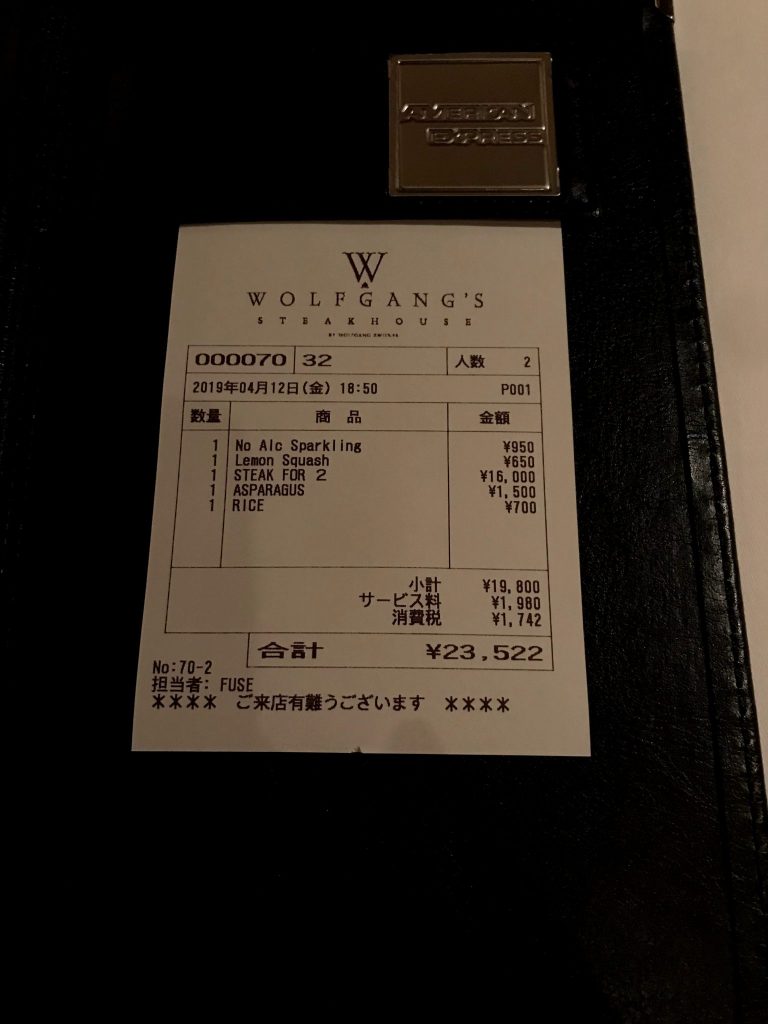 AMERICAN
EXPRESS
W
WOLFGANG'S
STEAKHOUSE
BY WOLFGANG ZWIENER
000070 32 人数 2
2019年04月12日(金) 18:50 P001
数量 商 品 金額
1 No Alc Sparkling ¥950
1 Lemon Squash ¥650
1 STEAK FOR 2 ¥16,000
1 ASPARAGUS ¥1,500
1 RICE ¥700
小計 ¥19,800
サービス料 ¥1,980
消費税 ¥1,742
合計 ¥23,522
No:70-2
担当者: FUSE
**** ご来店有難うございます ****